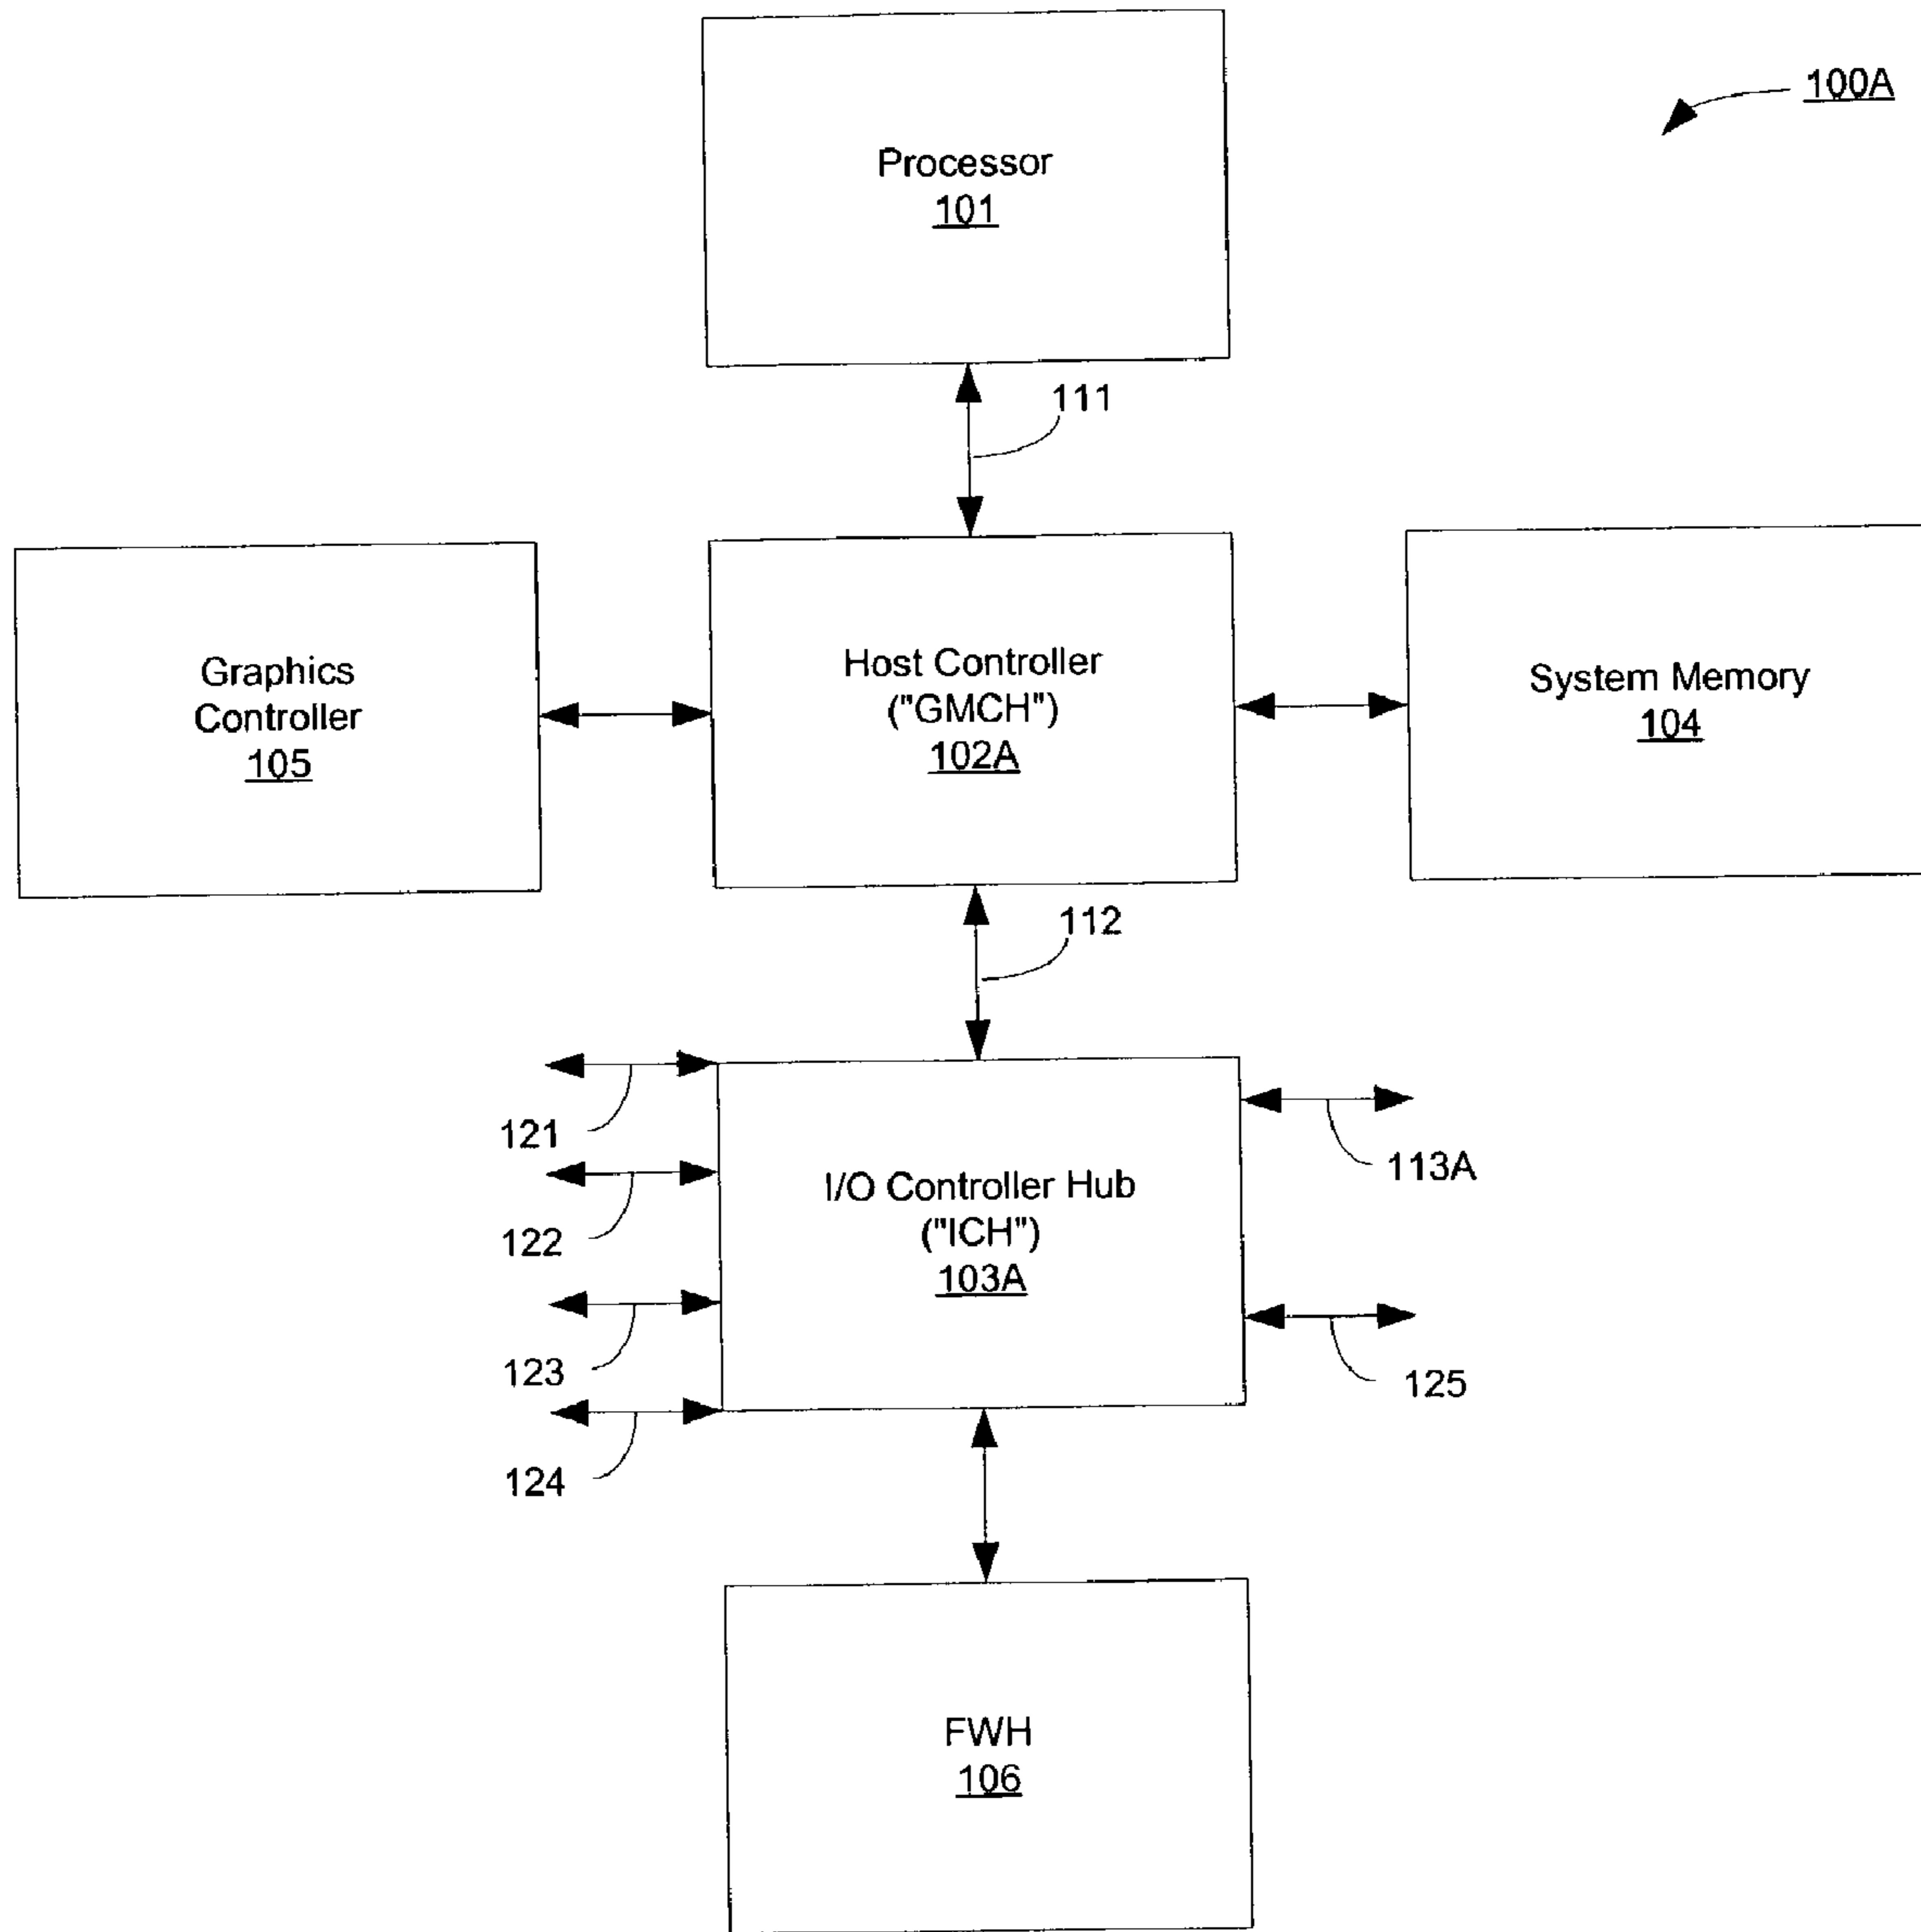 100A
Processor
101
111
Graphics
Controller
105
Host Controller
("GMCH")
102A
System Memory
104
112
121
122
123
124
I/O Controller Hub
("ICH")
103A
113A
125
FWH
106